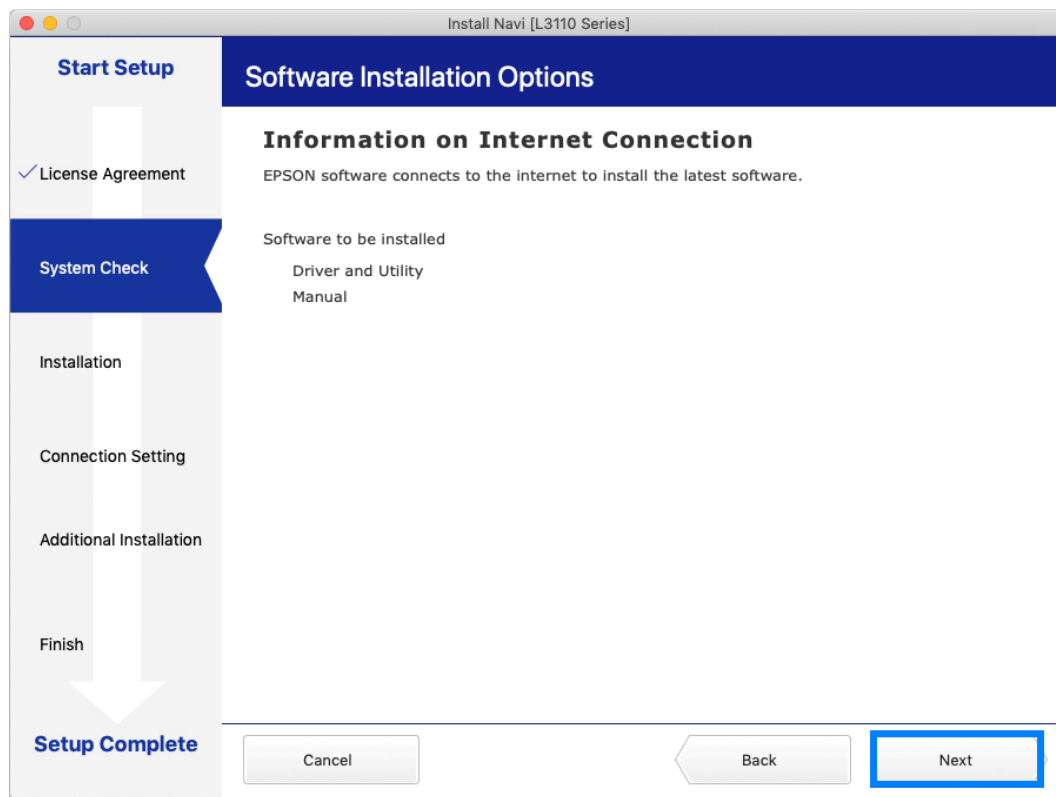 Install Navi [L3110 Series]
Start Setup
License Agreement
System Check
Installation
Connection Setting
Additional Installation
Finish
Setup Complete
Software Installation Options
Information on Internet Connection
EPSON software connects to the internet to install the latest software.
Software to be installed
Driver and Utility
Manual
Cancel
Back
Next